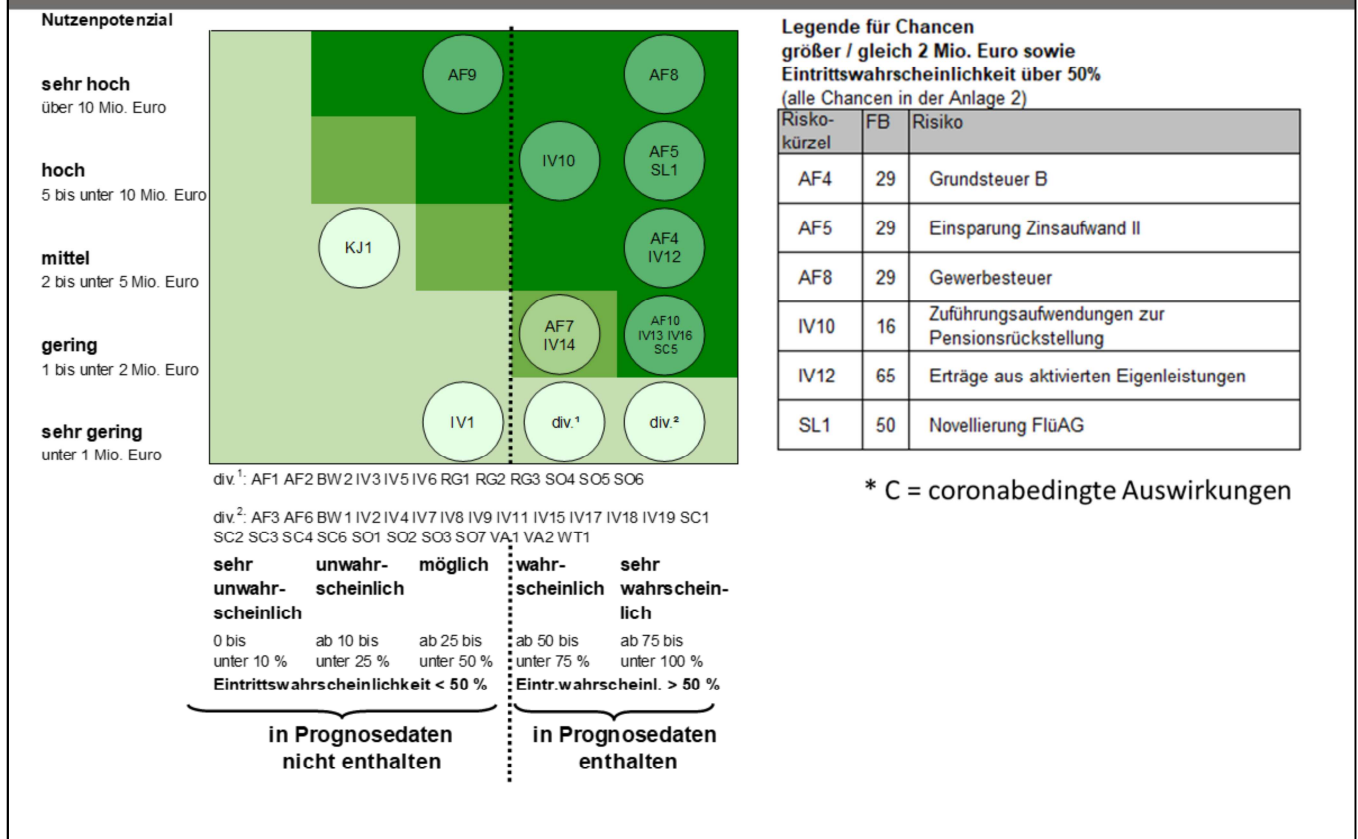 Nutzenpotenzial
sehr hoch
über 10 Mio. Euro
hoch
5 bis unter 10 Mio. Euro
mittel
2 bis unter 5 Mio. Euro
gering
1 bis unter 2 Mio. Euro
sehr gering
unter 1 Mio. Euro
AF9
AF8
IV10
AF5
SL1
KJ1
AF4
IV12
AF7
IV14
AF10
IV13 IV16
SC5
IV1
div.¹
div.²
div.¹: AF1 AF2 BW2 IV3 IV5 IV6 RG1 RG2 RG3 SO4 SO5 SO6
div.²: AF3 AF6 BW1 IV2 IV4 IV7 IV8 IV9 IV11 IV15 IV17 IV18 IV19 SC1
SC2 SC3 SC4 SC6 SO1 SO2 SO3 SO7 VA1 VA2 WT1
sehr
unwahr-
scheinlich
0 bis
unter 10 %
unwahr-
scheinlich
ab 10 bis
unter 25 %
möglich
ab 25 bis
unter 50 %
wahr-
scheinlich
ab 50 bis
unter 75 %
sehr
wahrschein-
lich
ab 75 bis
unter 100 %
Eintrittswahrscheinlichkeit < 50 %
Eintr.wahrscheinl. > 50 %
in Prognosedaten
nicht enthalten
in Prognosedaten
enthalten
Legende für Chancen
größer / gleich 2 Mio. Euro sowie
Eintrittswahrscheinlichkeit über 50%
(alle Chancen in der Anlage 2)
Risko-
kürzel
FB
Risiko
AF4 29 Grundsteuer B
AF5 29 Einsparung Zinsaufwand II
AF8 29 Gewerbesteuer
IV10 16 Zuführungsaufwendungen zur
Pensionsrückstellung
IV12 65 Erträge aus aktivierten Eigenleistungen
SL1 50 Novellierung FlüAG
* C = coronabedingte Auswirkungen